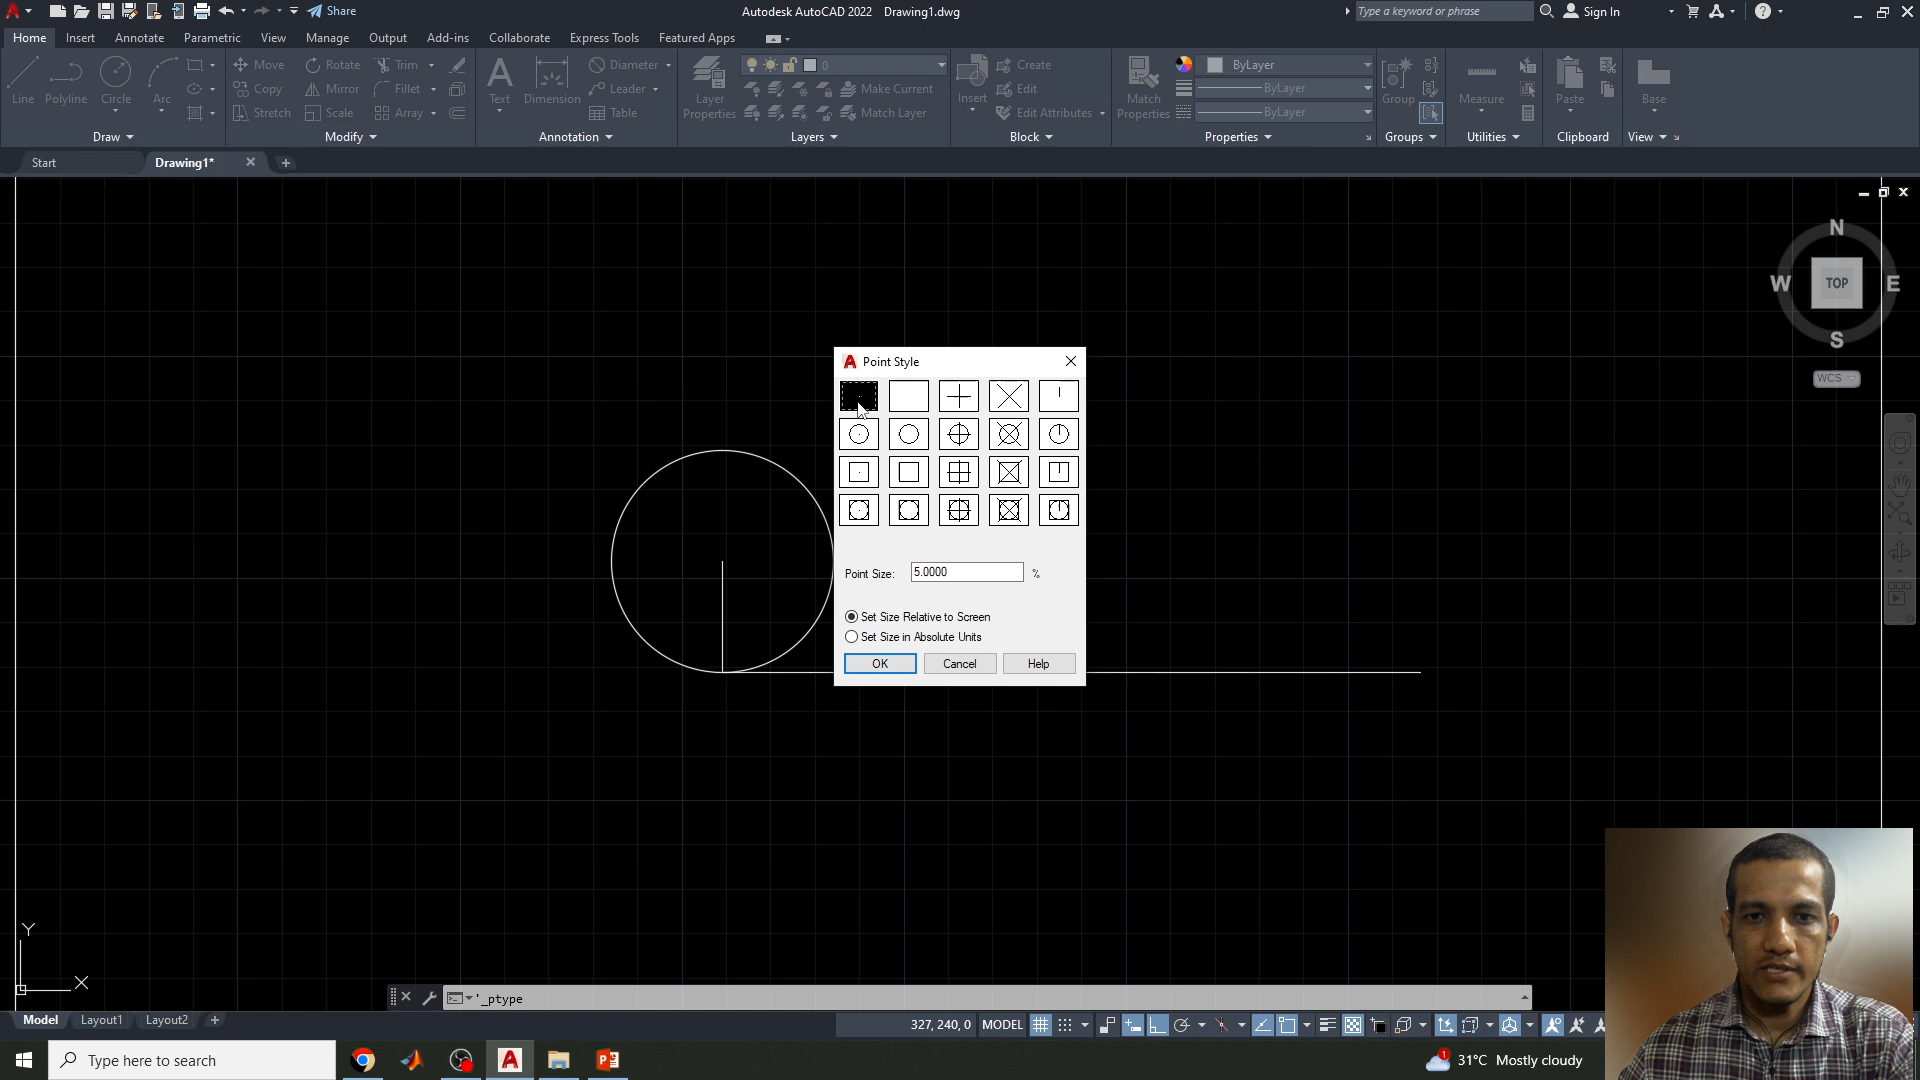 Share
Autodesk AutoCAD 2022 Drawing1.dwg
Type a keyword or phrase
Sign In
Home Insert Annotate Parametric View Manage Output Add-ins Collaborate Express Tools Featured Apps
Line Polyline Circle Arc
Move Rotate Trim
Copy Mirror Fillet
Stretch Scale Array
Text Dimension
Diameter
Leader
Table
Layer Properties
0
Make Current
Match Layer
Insert
Create
Edit
Edit Attributes
Match Properties
ByLayer
ByLayer
ByLayer
Group
Measure
Paste
Base
Draw Modify Annotation Layers Block Properties Groups Utilities Clipboard View
Start Drawing1*
N
W TOP E
S
WCS
Point Style
Point Size: 5.0000 %
Set Size Relative to Screen
Set Size in Absolute Units
OK Cancel Help
Y
X
'_ptype
Model Layout1 Layout2
327, 240, 0 MODEL
Type here to search
1
31°C Mostly cloudy